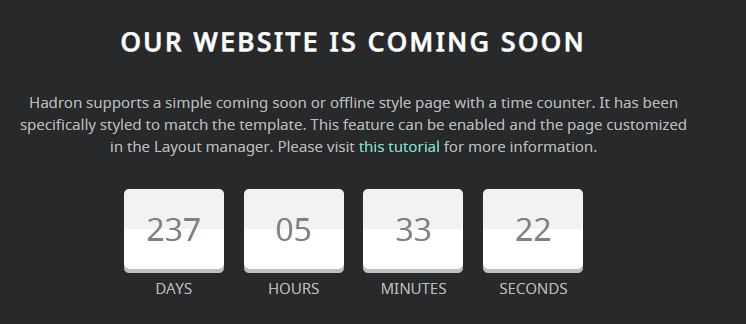 OUR WEBSITE IS COMING SOON
Hadron supports a simple coming soon or offline style page with a time counter. It has been
specifically styled to match the template. This feature can be enabled and the page customized
in the Layout manager. Please visit this tutorial for more information.
237 05 33 22
DAYS HOURS MINUTES SECONDS